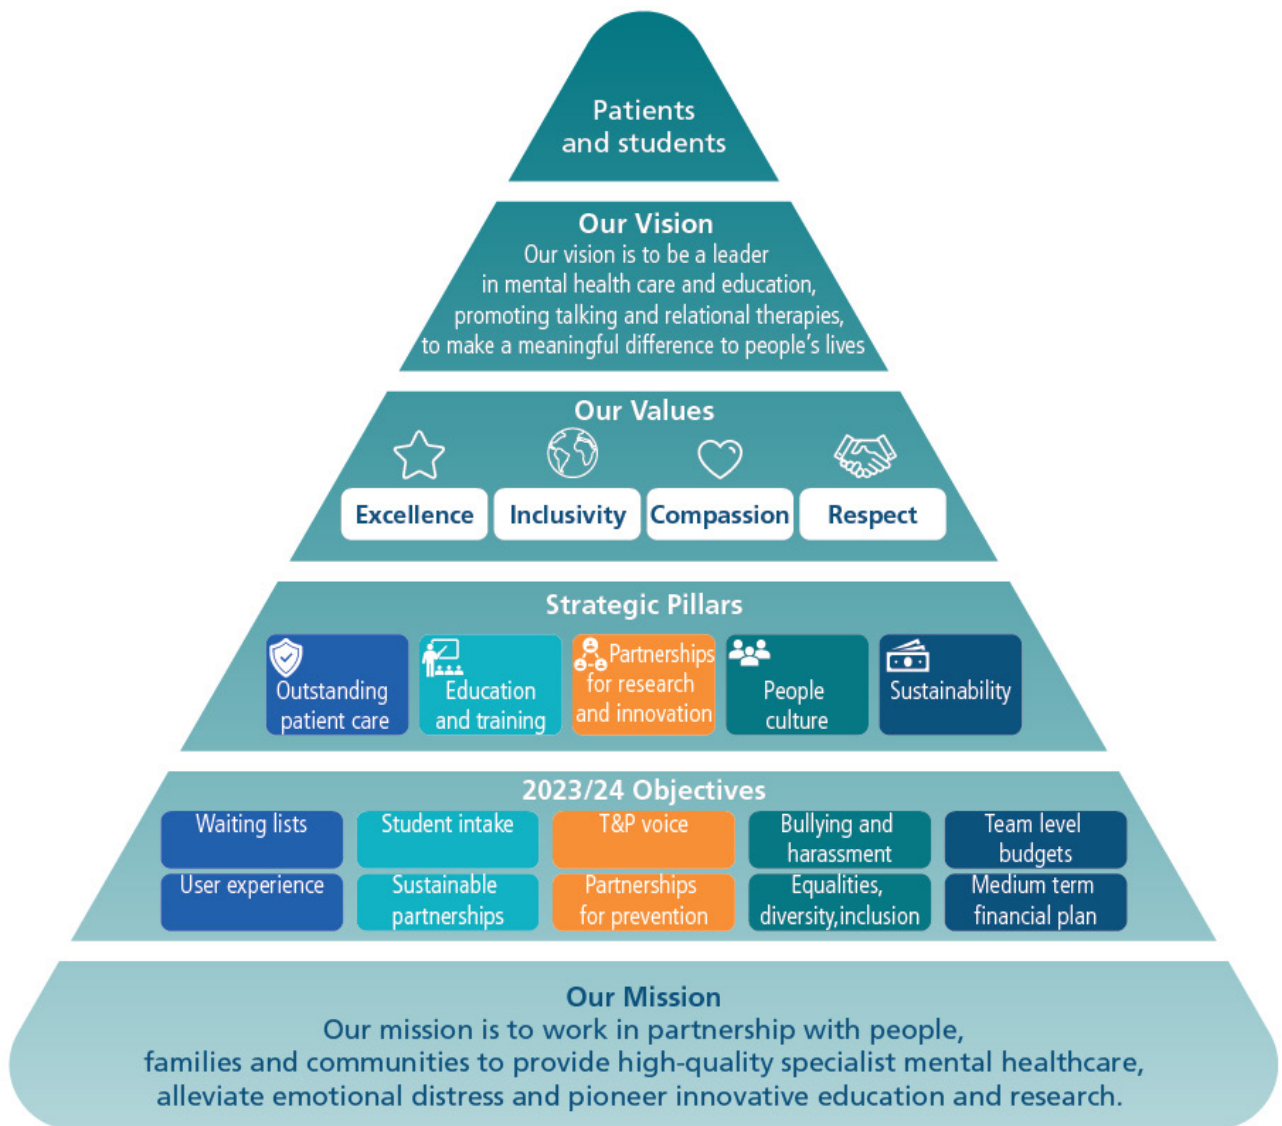 Patients
and students
Our Vision
Our vision is to be a leader
in mental health care and education,
promoting talking and relational therapies,
to make a meaningful difference to people’s lives
Our Values
Excellence
Inclusivity
Compassion
Respect
Strategic Pillars
Outstanding
patient care
Education
and training
Partnerships
for research
and innovation
People
culture
Sustainability
2023/24 Objectives
Waiting lists
Student intake
T&P voice
Bullying and
harassment
Team level
budgets
User experience
Sustainable
partnerships
Partnerships
for prevention
Equalities,
diversity,inclusion
Medium term
financial plan
Our Mission
Our mission is to work in partnership with people,
families and communities to provide high-quality specialist mental healthcare,
alleviate emotional distress and pioneer innovative education and research.